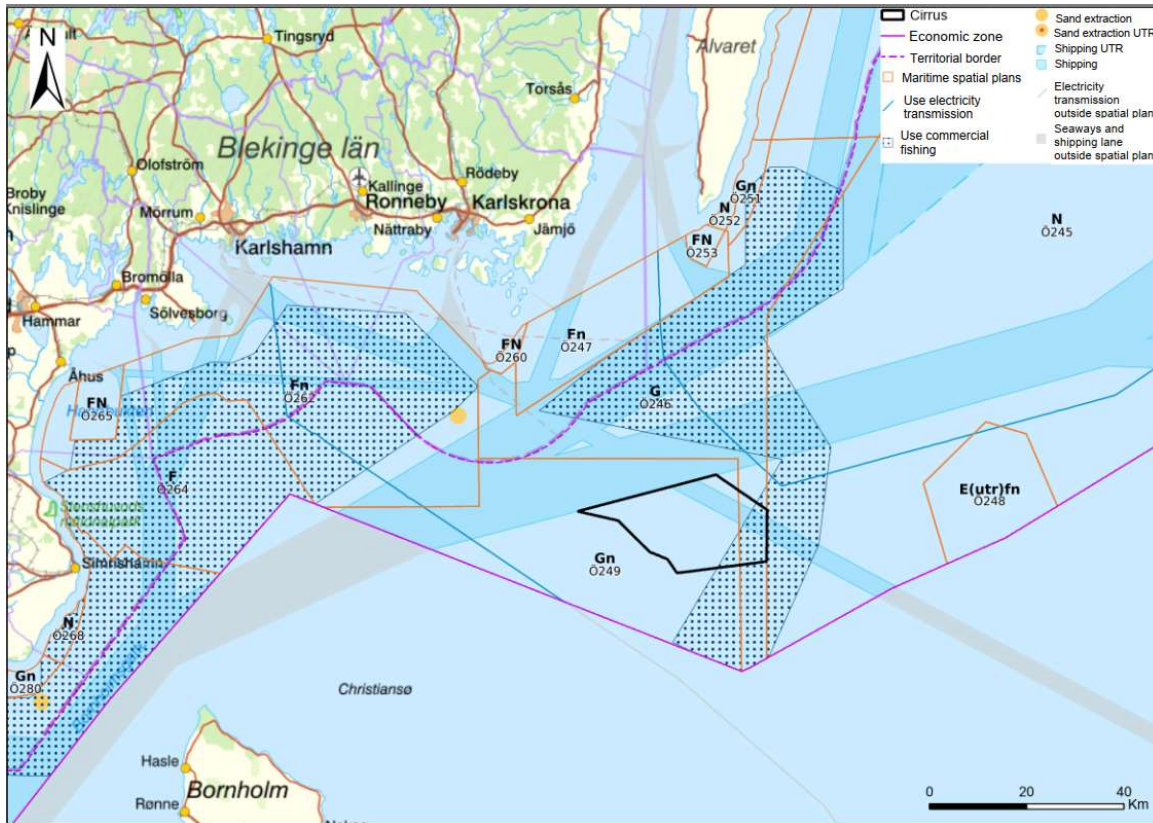 N
Tingsryd
Alvaret
Torsås
Olofström
Blekinge län
Broby
Knislinge
Mörrum
Kallinge
Ronneby
Rödeby
Karlskrona
Nättraby
Jämjö
Karlshamn
Bromölla
Sölvesborg
Hammar
Åhus
Simrishamn
Gn
Ö251
N
Ö252
FN
Ö253
N
Ö245
FN
Ö260
Fn
Ö247
Fn
Ö262
G
Ö246
FN
Ö265
F
Ö264
E(utr)fn
Ö248
Gn
Ö249
N
Ö268
Gn
Ö280
Christiansø
Hasle
Bornholm
Rønne
Cirrus
Economic zone
Territorial border
Maritime spatial plans
Use electricity
transmission
Use commercial
fishing
Sand extraction
Sand extraction UTR
Shipping UTR
Shipping
Electricity
transmission
outside spatial plan
Seaways and
shipping lane
outside spatial plan
0 20 40
Km